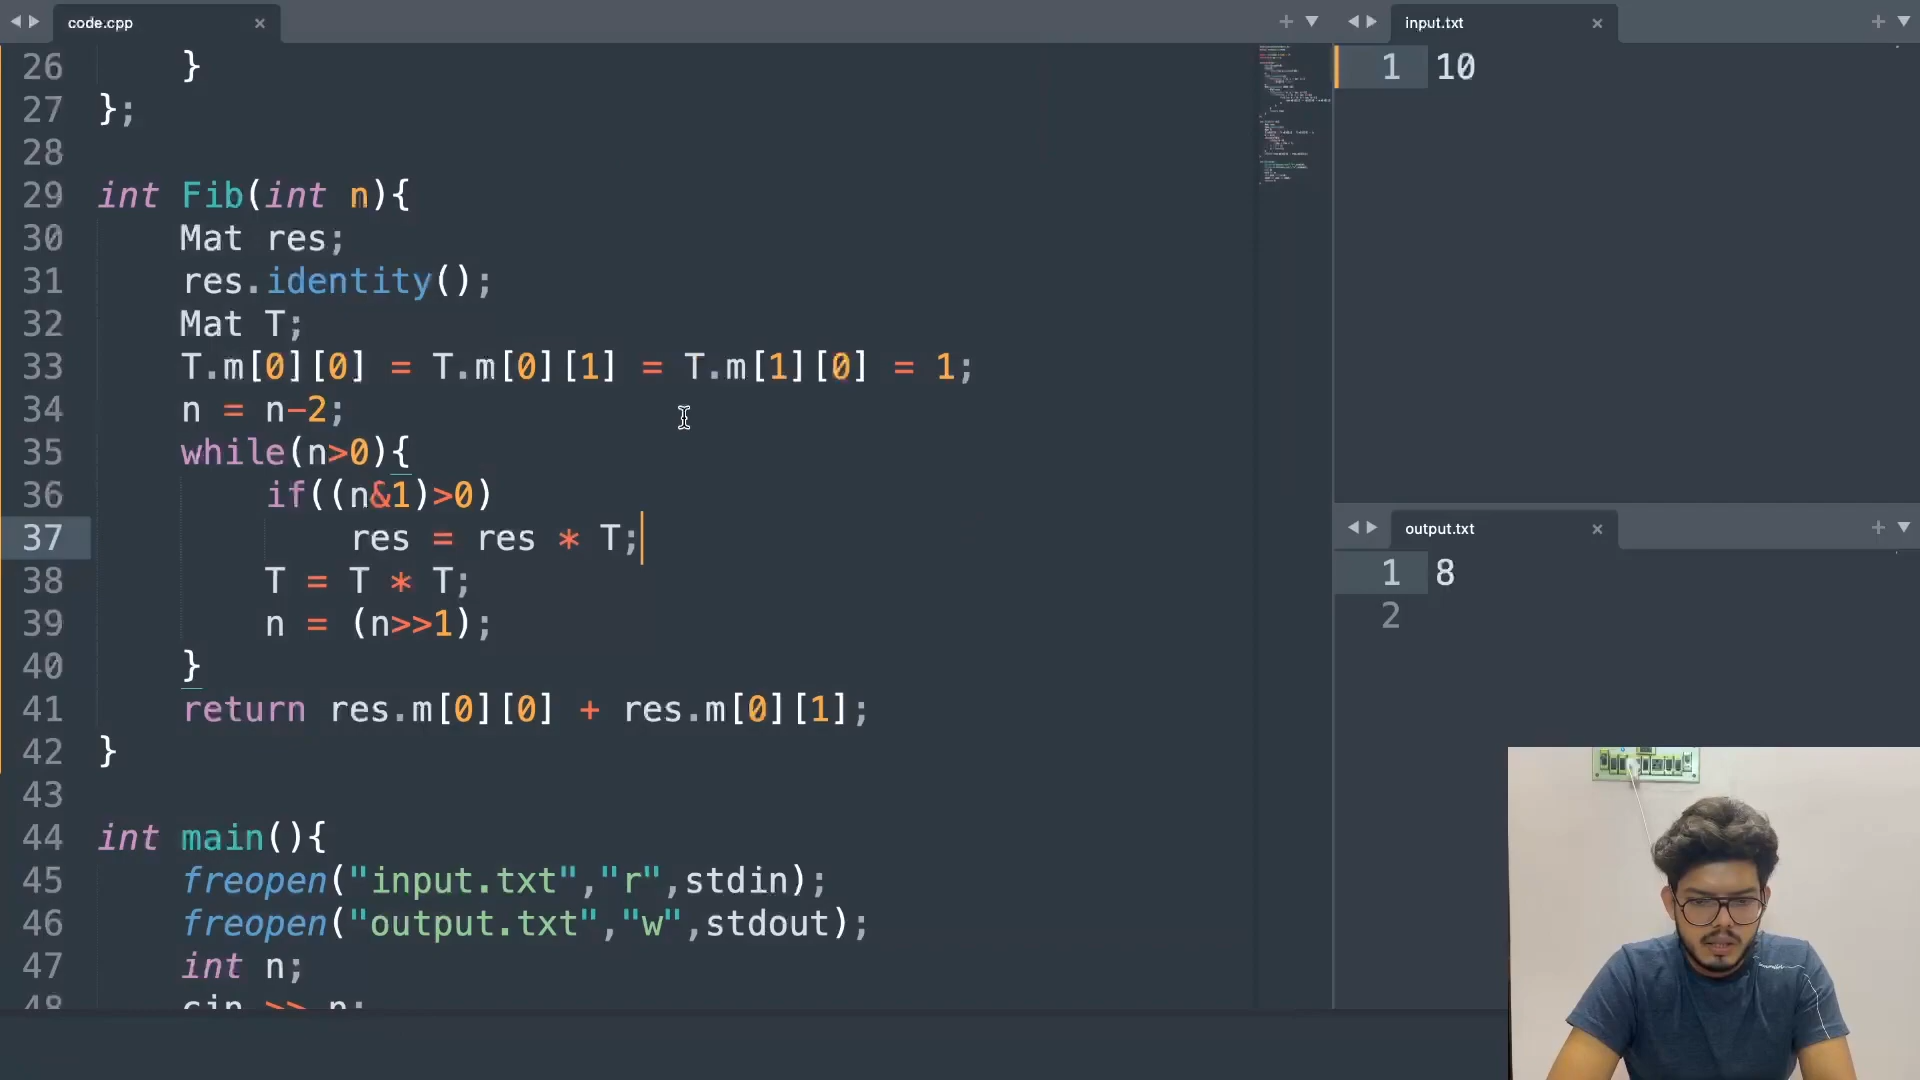 code.cpp
26 }
27 };
28
29 int Fib(int n){
30 Mat res;
31 res.identity();
32 Mat T;
33 T.m[0][0] = T.m[0][1] = T.m[1][0] = 1;
34 n = n-2;
35 while(n>0){
36 if((n&1)>0)
37 res = res * T;
38 T = T * T;
39 n = (n>>1);
40 }
41 return res.m[0][0] + res.m[0][1];
42 }
43
44 int main(){
45 freopen("input.txt","r",stdin);
46 freopen("output.txt","w",stdout);
47 int n;
48 cin >> n;
input.txt
1 10
output.txt
1 8
2